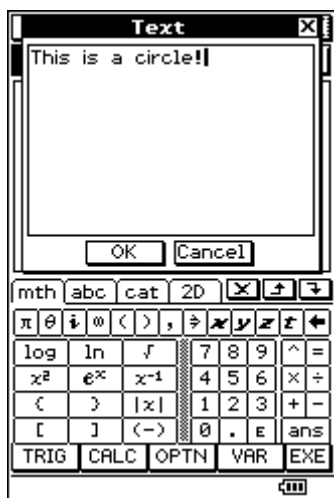 Text
This is a circle!
OK Cancel
mth abc cat 2D
π θ i ∞ ( ) , ⇒ x y z t ←
log ln √ 7 8 9 ^ =
x² eˣ x⁻¹ 4 5 6 × ÷
{ } |x| 1 2 3 + -
[ ] (-) 0 . E ans
TRIG CALC OPTN VAR EXE